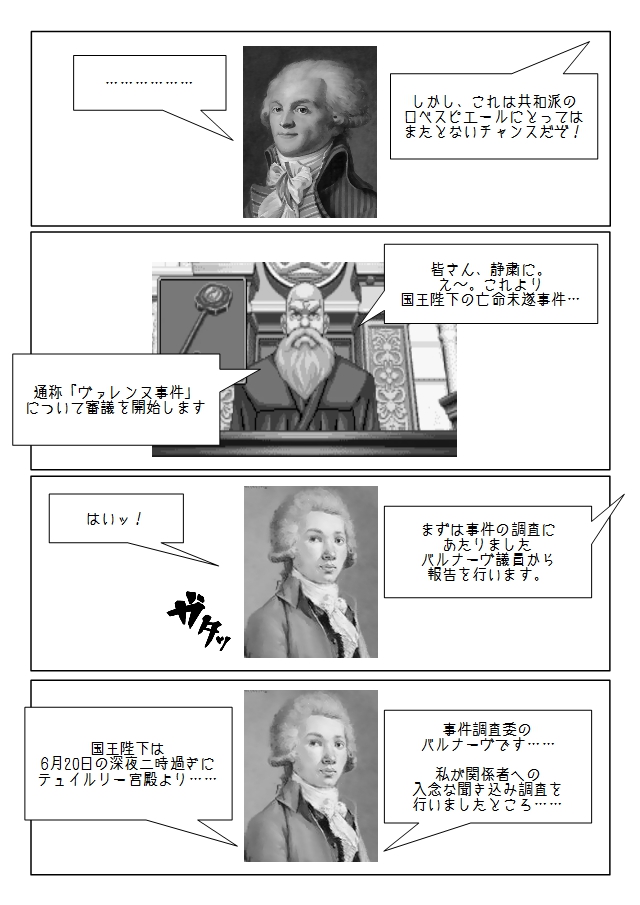 しかし、これは共和派の
ロベスピエールにとっては
またとないチャンスだぞ！
………………
皆さん、静粛に。
え～。これより
国王陛下の亡命未遂事件…
通称「ヴァレンヌ事件」
について審議を開始します
まずは事件の調査に
あたりました
バルナーヴ議員から
報告を行います。
はいッ！
ガタッ
事件調査委の
バルナーヴです……
私が関係者への
入念な聞き込み調査を
行いましたところ……
国王陛下は
6月20日の深夜二時過ぎに
テュイルリー宮殿より……